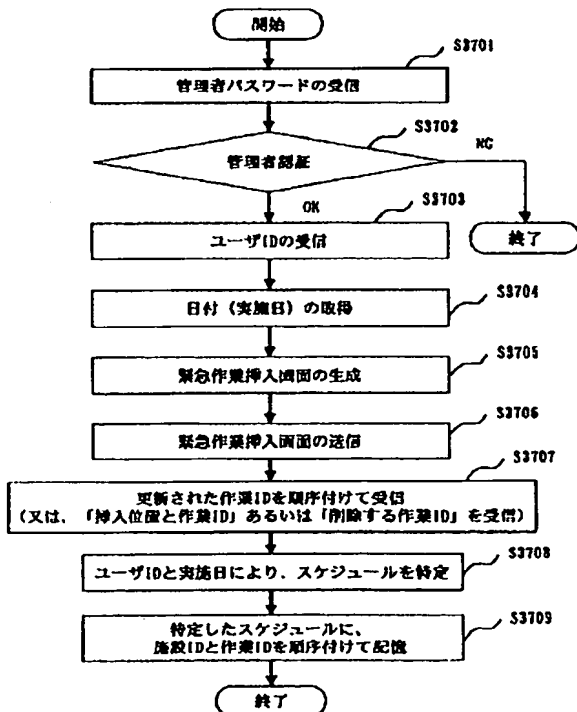 開始
S3701
管理者パスワードの受信
S3702
管理者認証
NG
OK
S3703
ユーザIDの受信
終了
S3704
日付（実施日）の取得
S3705
緊急作業挿入画面の生成
S3706
緊急作業挿入画面の送信
S3707
更新された作業IDを順序付けて受信
（又は、「挿入位置と作業ID」あるいは「削除する作業ID」を受信）
S3708
ユーザIDと実施日により、スケジュールを特定
S3709
特定したスケジュールに、
施設IDと作業IDを順序付けて記憶
終了